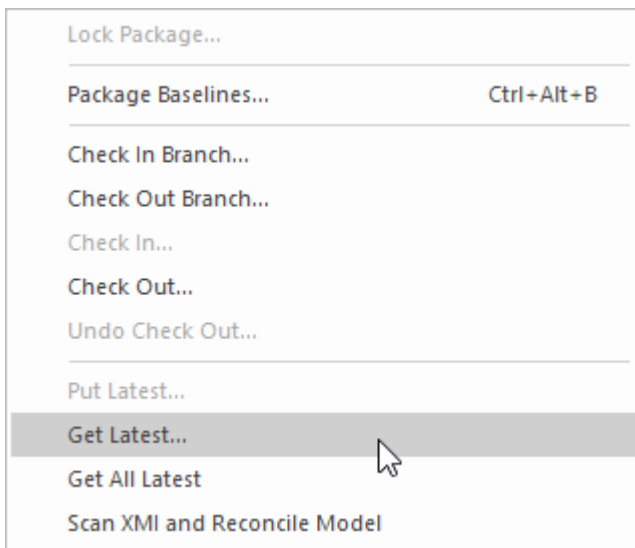 Lock Package...
Package Baselines... Ctrl+Alt+B
Check In Branch...
Check Out Branch...
Check In...
Check Out...
Undo Check Out...
Put Latest...
Get Latest...
Get All Latest
Scan XMI and Reconcile Model